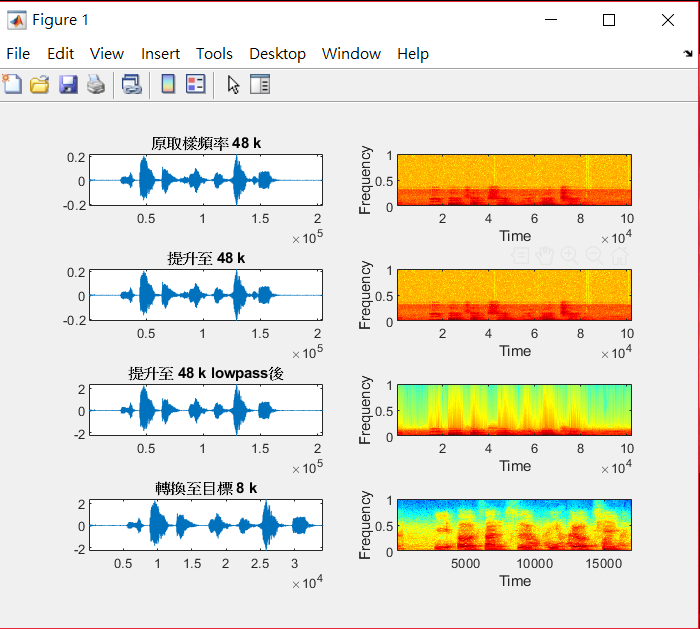 Figure 1
File Edit View Insert Tools Desktop Window Help
原取樣頻率 48 k
0.2
0
-0.2
0.5 1 1.5 2
×10^5
Frequency
1
0.5
0
2 4 6 8 10
Time ×10^4
提升至 48 k
0.2
0
-0.2
0.5 1 1.5 2
×10^5
Frequency
1
0.5
0
2 4 6 8 10
Time ×10^4
提升至 48 k lowpass後
2
0
-2
0.5 1 1.5 2
×10^5
Frequency
1
0.5
0
2 4 6 8 10
Time ×10^4
轉換至目標 8 k
2
0
-2
0.5 1 1.5 2 2.5 3
×10^4
Frequency
1
0.5
0
5000 10000 15000
Time